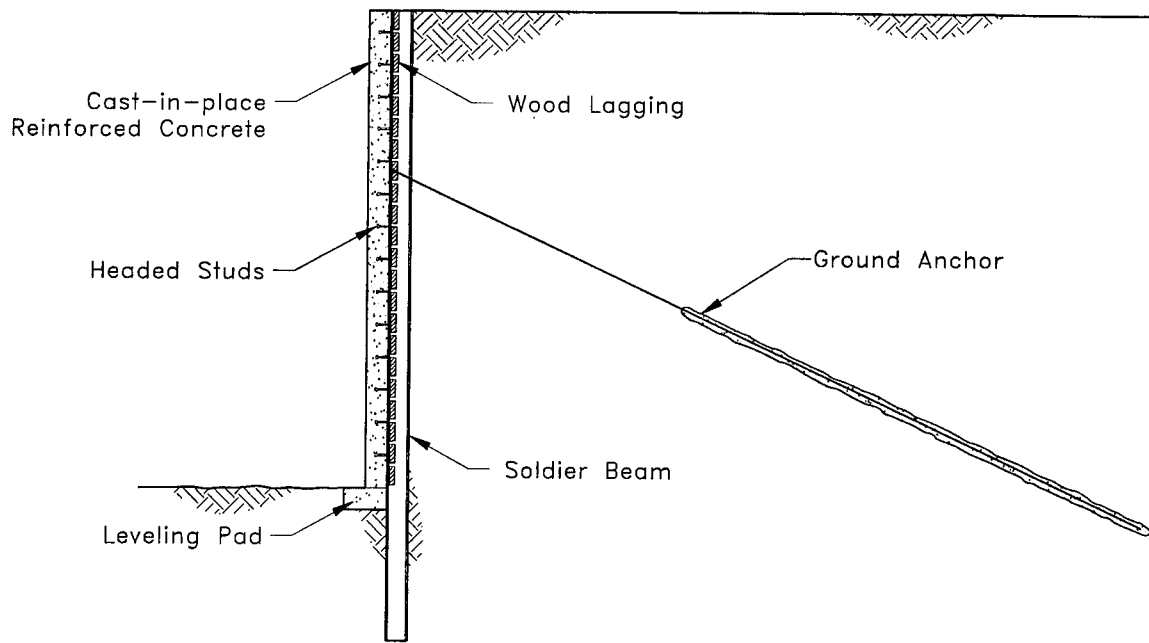 Cast-in-place
Reinforced Concrete
Wood Lagging
Headed Studs
Ground Anchor
Soldier Beam
Leveling Pad